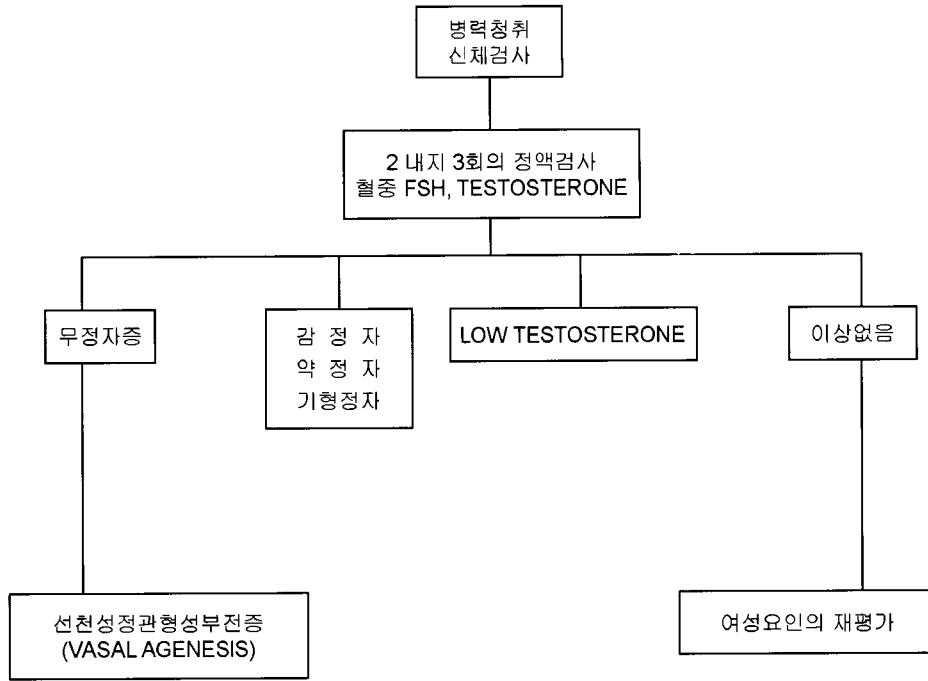 병력청취
신체검사
2 내지 3회의 정액검사
혈중 FSH, TESTOSTERONE
무정자증
감 정 자
약 정 자
기형정자
LOW TESTOSTERONE
이상없음
선천성정관형성부전증
(VASAL AGENESIS)
여성요인의 재평가